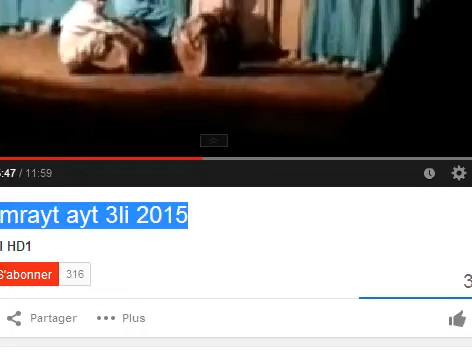 :47 / 11:59
mrayt ayt 3li 2015
l HD1
S'abonner 316
3
Partager ••• Plus